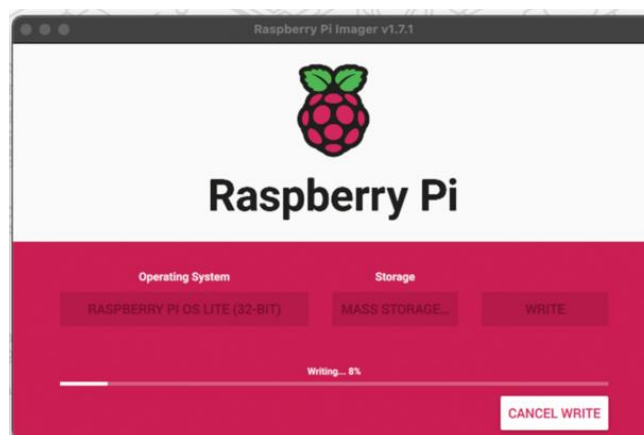 Raspberry Pi Imager v1.7.1
Raspberry Pi
Operating System
Storage
RASPBERRY PI OS LITE (32-BIT)
MASS STORAGE...
WRITE
Writing... 8%
CANCEL WRITE